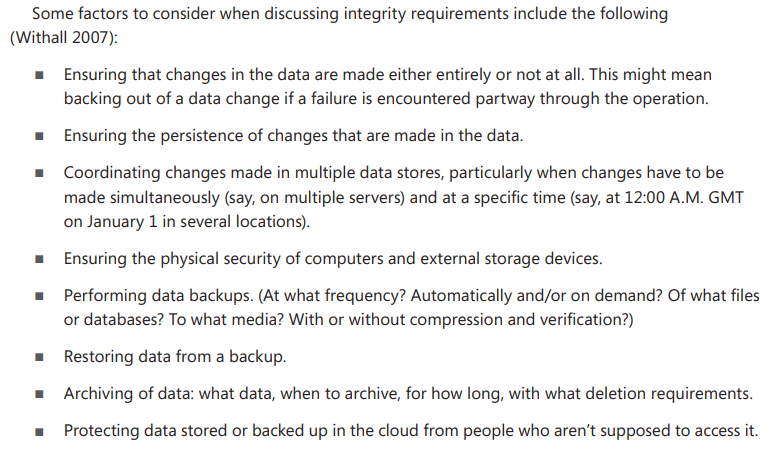 Some factors to consider when discussing integrity requirements include the following
(Withall 2007):
■ Ensuring that changes in the data are made either entirely or not at all. This might mean
backing out of a data change if a failure is encountered partway through the operation.
■ Ensuring the persistence of changes that are made in the data.
■ Coordinating changes made in multiple data stores, particularly when changes have to be
made simultaneously (say, on multiple servers) and at a specific time (say, at 12:00 A.M. GMT
on January 1 in several locations).
■ Ensuring the physical security of computers and external storage devices.
■ Performing data backups. (At what frequency? Automatically and/or on demand? Of what files
or databases? To what media? With or without compression and verification?)
■ Restoring data from a backup.
■ Archiving of data: what data, when to archive, for how long, with what deletion requirements.
■ Protecting data stored or backed up in the cloud from people who aren’t supposed to access it.